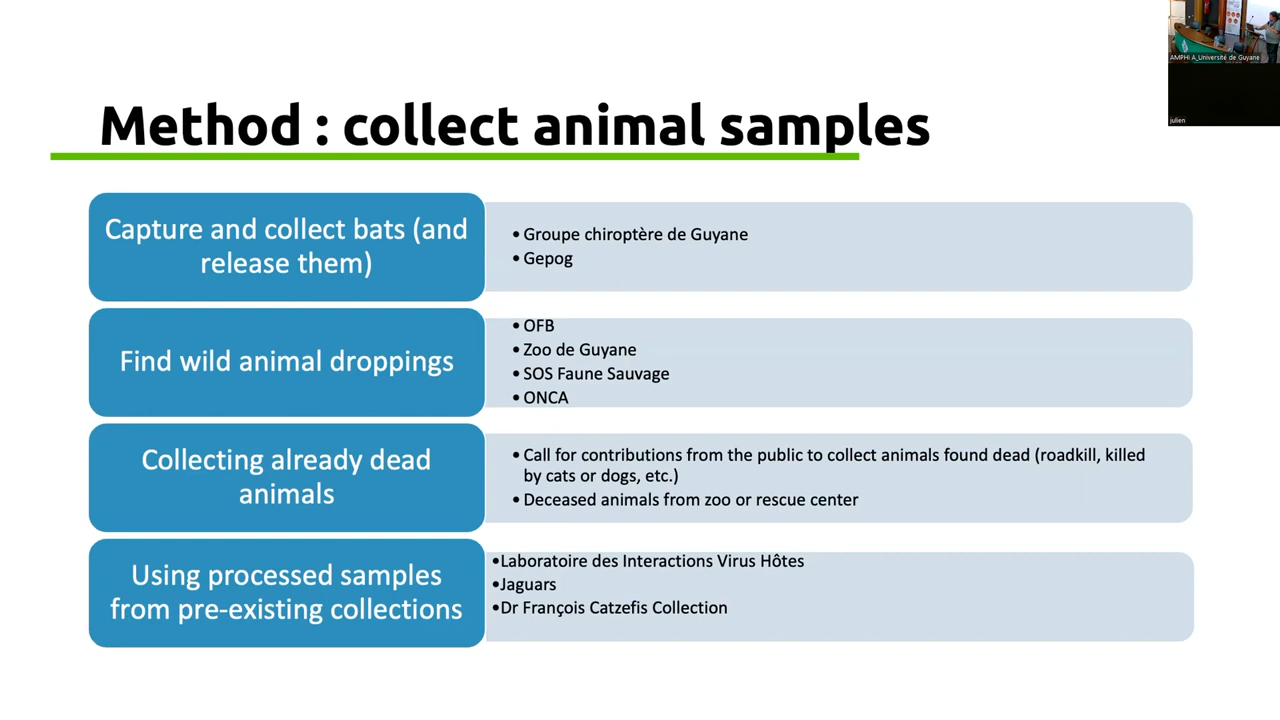 AMPHI A_Université de Guyane
julien
Method : collect animal samples
Capture and collect bats (and
release them)
• Groupe chiroptère de Guyane
• Gepog
Find wild animal droppings
• OFB
• Zoo de Guyane
• SOS Faune Sauvage
• ONCA
Collecting already dead
animals
• Call for contributions from the public to collect animals found dead (roadkill, killed
by cats or dogs, etc.)
• Deceased animals from zoo or rescue center
Using processed samples
from pre-existing collections
•Laboratoire des Interactions Virus Hôtes
•Jaguars
•Dr François Catzefis Collection